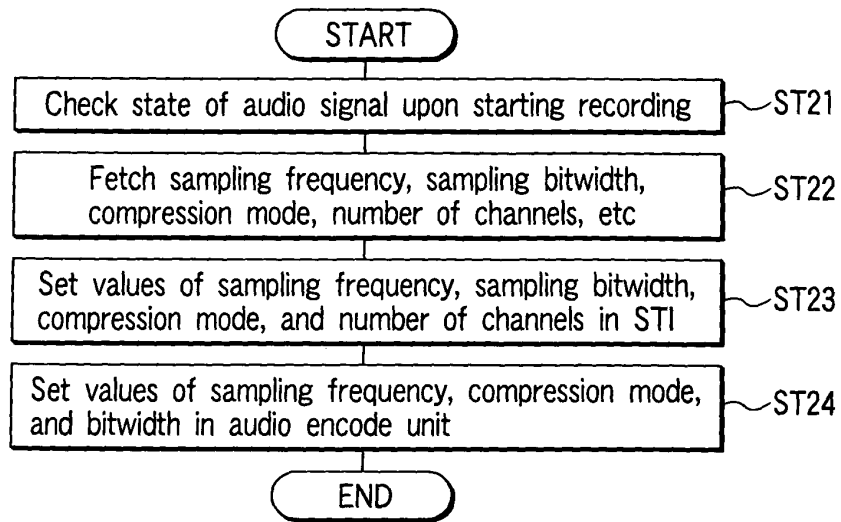 START
Check state of audio signal upon starting recording
ST21
Fetch sampling frequency, sampling bitwidth,
compression mode, number of channels, etc
ST22
Set values of sampling frequency, sampling bitwidth,
compression mode, and number of channels in STI
ST23
Set values of sampling frequency, compression mode,
and bitwidth in audio encode unit
ST24
END